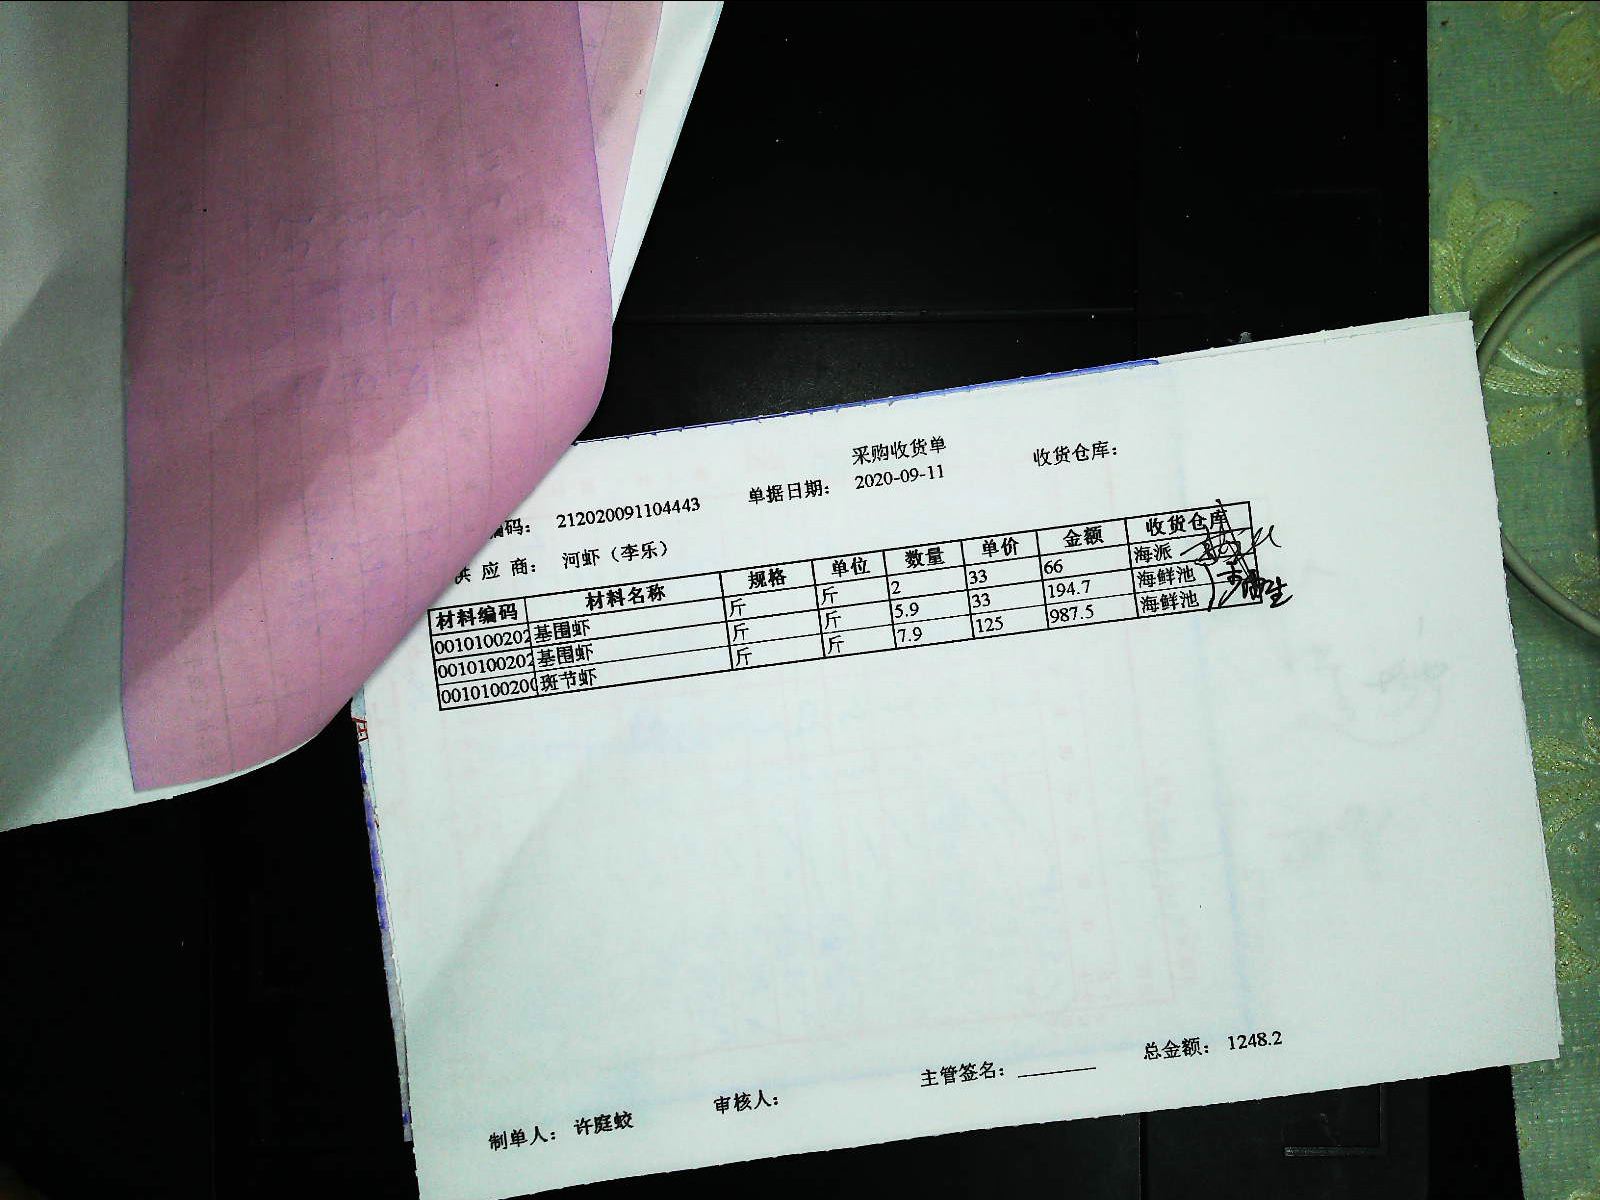 采购收货单
编码： 212020091104443 单据日期： 2020-09-11 收货仓库：
供 应 商： 河虾（李乐）
材料编码 材料名称 规格 单位 数量 单价 金额 收货仓库
0010100202 基围虾 斤 斤 2 33 66 海派
0010100202 基围虾 斤 斤 5.9 33 194.7 海鲜池
0010100200 斑节虾 斤 斤 7.9 125 987.5 海鲜池
制单人： 许庭蛟 审核人： 主管签名： 总金额： 1248.2